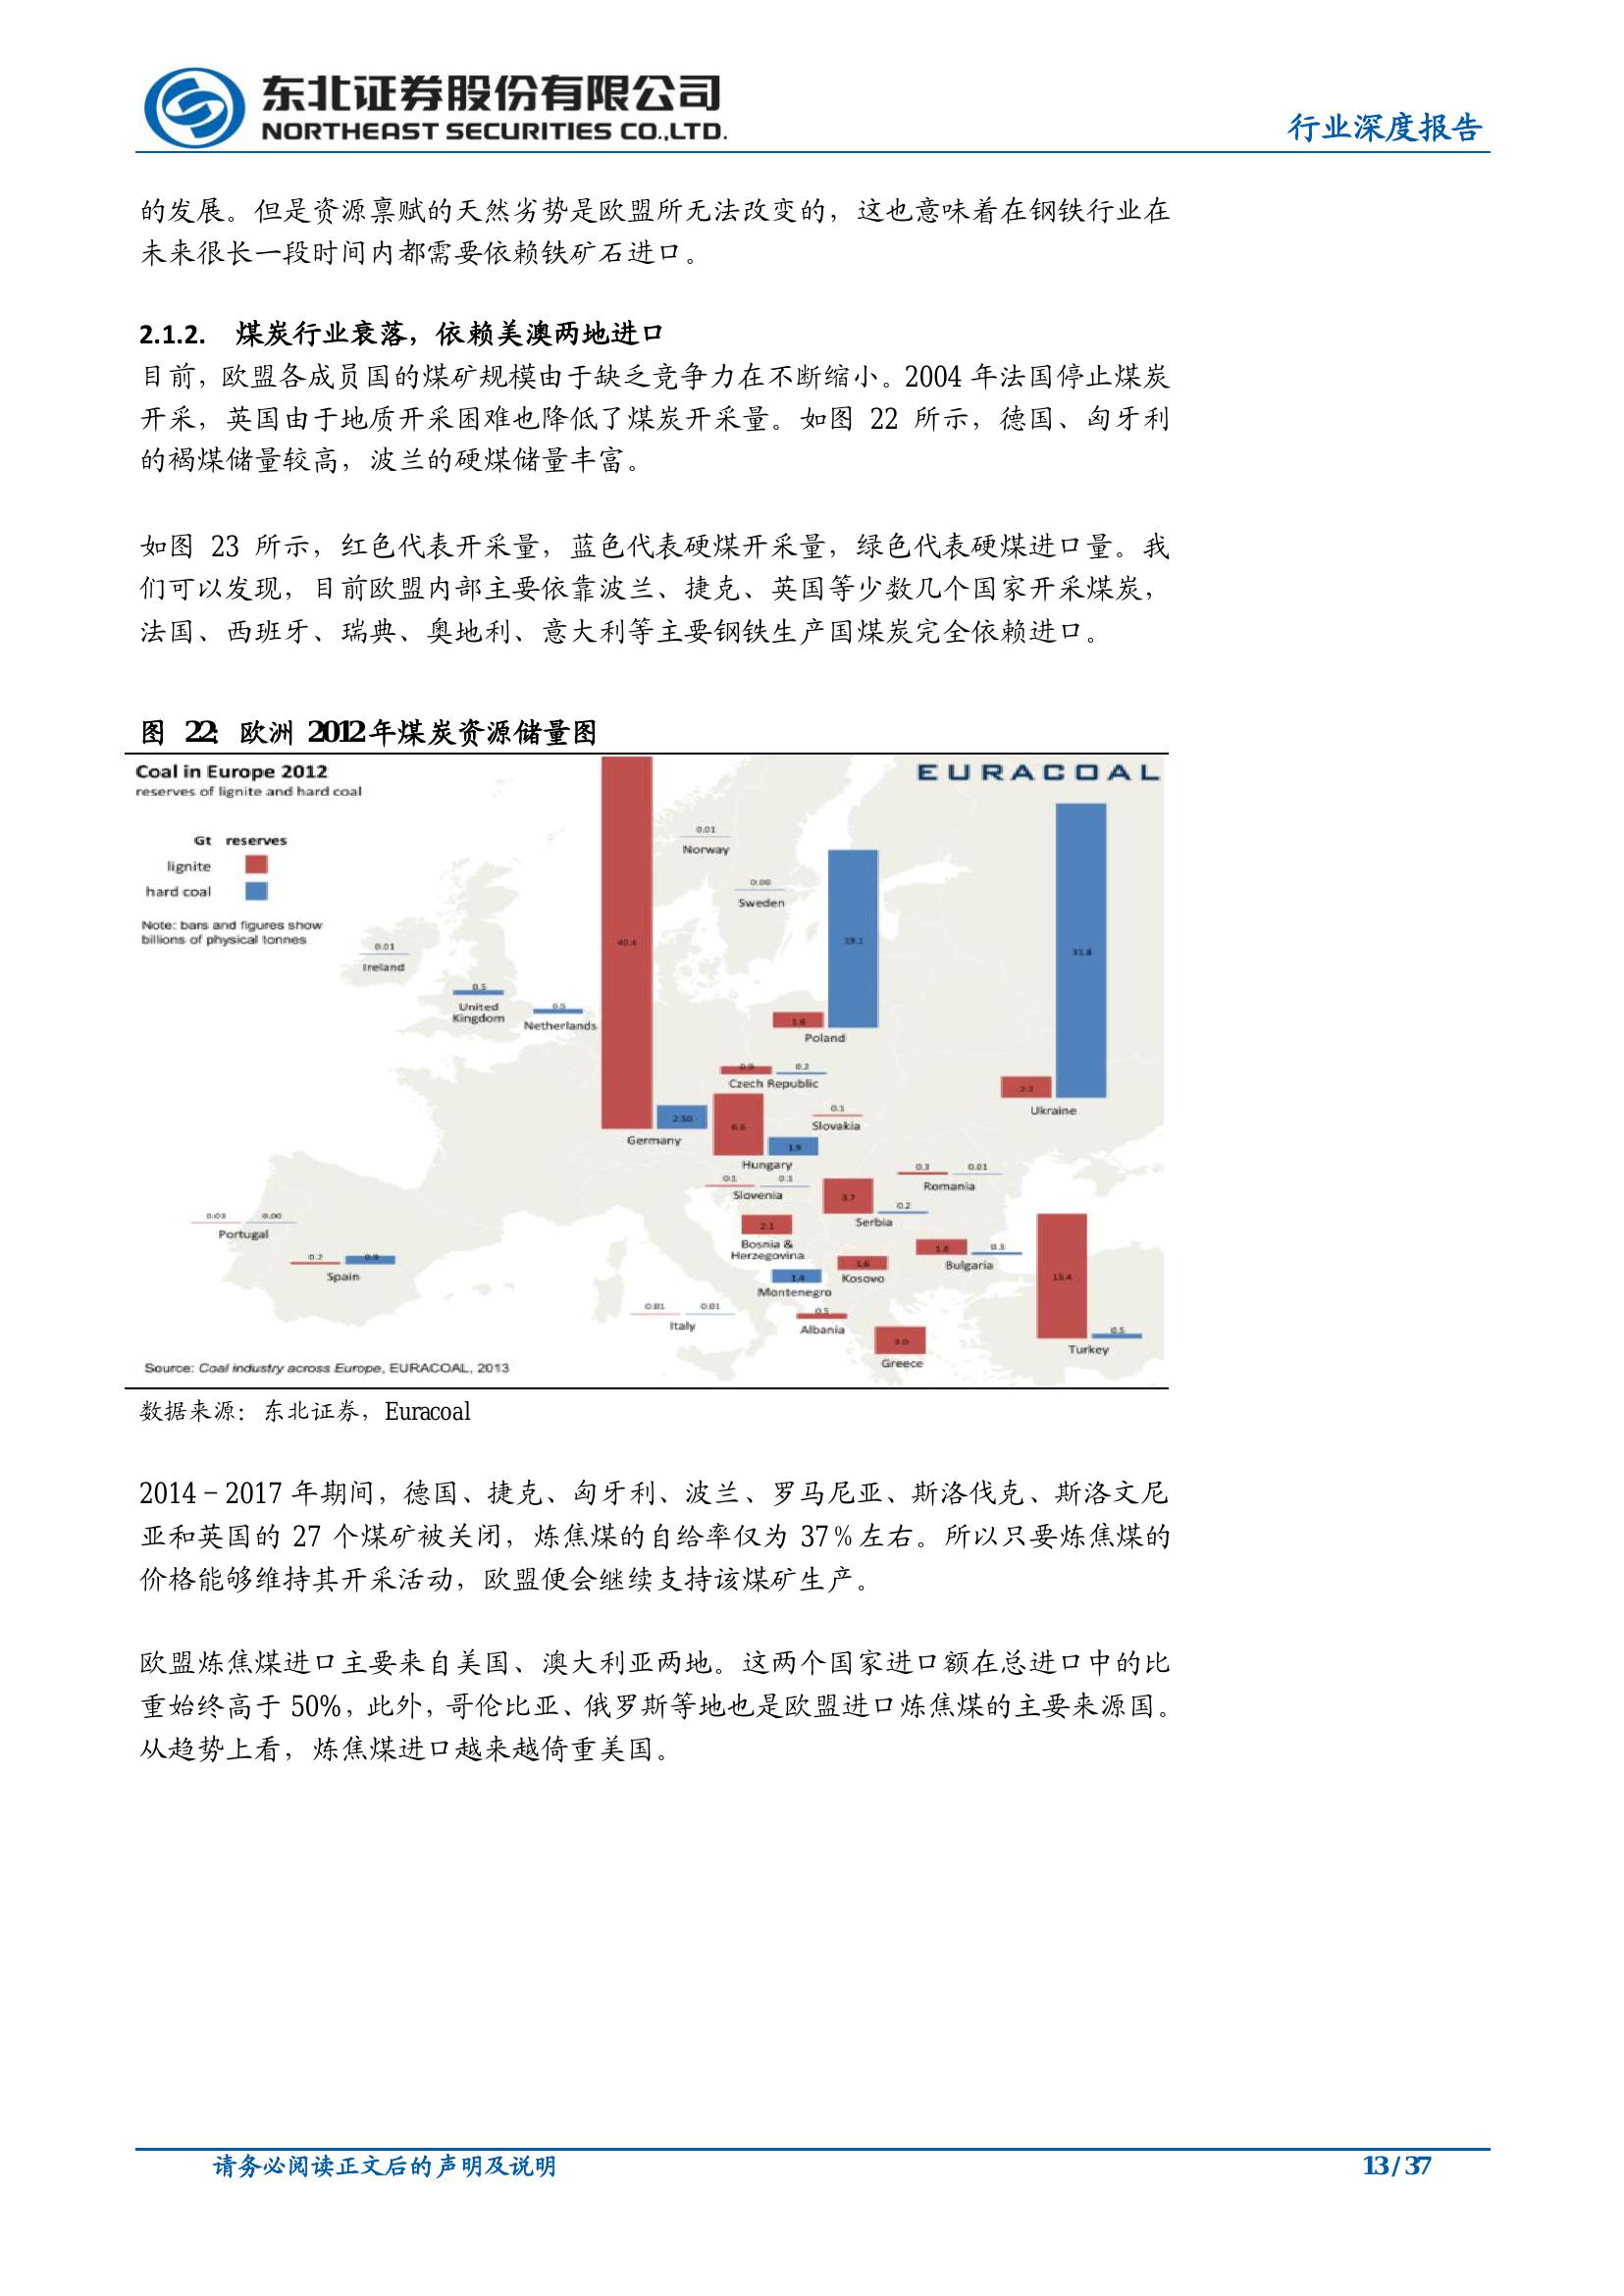 东北证券股份有限公司
NORTHEAST SECURITIES CO.,LTD.
行业深度报告
的发展。但是资源禀赋的天然劣势是欧盟所无法改变的，这也意味着在钢铁行业在
未来很长一段时间内都需要依赖铁矿石进口。
2.1.2. 煤炭行业衰落，依赖美澳两地进口
目前，欧盟各成员国的煤矿规模由于缺乏竞争力在不断缩小。2004 年法国停止煤炭
开采，英国由于地质开采困难也降低了煤炭开采量。如图 22 所示，德国、匈牙利
的褐煤储量较高，波兰的硬煤储量丰富。
如图 23 所示，红色代表开采量，蓝色代表硬煤开采量，绿色代表硬煤进口量。我
们可以发现，目前欧盟内部主要依靠波兰、捷克、英国等少数几个国家开采煤炭，
法国、西班牙、瑞典、奥地利、意大利等主要钢铁生产国煤炭完全依赖进口。
图 22：欧洲 2012 年煤炭资源储量图
Coal in Europe 2012
reserves of lignite and hard coal
EURACOAL
Gt reserves
lignite
hard coal
Note: bars and figures show
billions of physical tonnes
0.01
Norway
0.00
Sweden
0.01
Ireland
0.5
United
Kingdom
0.5
Netherlands
40.4
2.50
Germany
1.6
19.1
Poland
31.8
Ukraine
0.9
0.2
Czech Republic
6.6
1.9
Hungary
0.1
Slovakia
0.1
0.1
Slovenia
0.3
0.01
Romania
3.7
0.2
Serbia
0.03
0.00
Portugal
0.2
0.9
Spain
2.1
Bosnia &
Herzegovina
1.6
Kosovo
0.5
Bulgaria
1.4
Montenegro
0.01
0.01
Italy
0.5
Albania
3.0
Greece
0.5
Turkey
Source: Coal industry across Europe, EURACOAL, 2013
数据来源：东北证券，Euracoal
2014－2017 年期间，德国、捷克、匈牙利、波兰、罗马尼亚、斯洛伐克、斯洛文尼
亚和英国的 27 个煤矿被关闭，炼焦煤的自给率仅为 37％左右。所以只要炼焦煤的
价格能够维持其开采活动，欧盟便会继续支持该煤矿生产。
欧盟炼焦煤进口主要来自美国、澳大利亚两地。这两个国家进口额在总进口中的比
重始终高于 50%，此外，哥伦比亚、俄罗斯等地也是欧盟进口炼焦煤的主要来源国。
从趋势上看，炼焦煤进口越来越倚重美国。
请务必阅读正文后的声明及说明
13 / 37